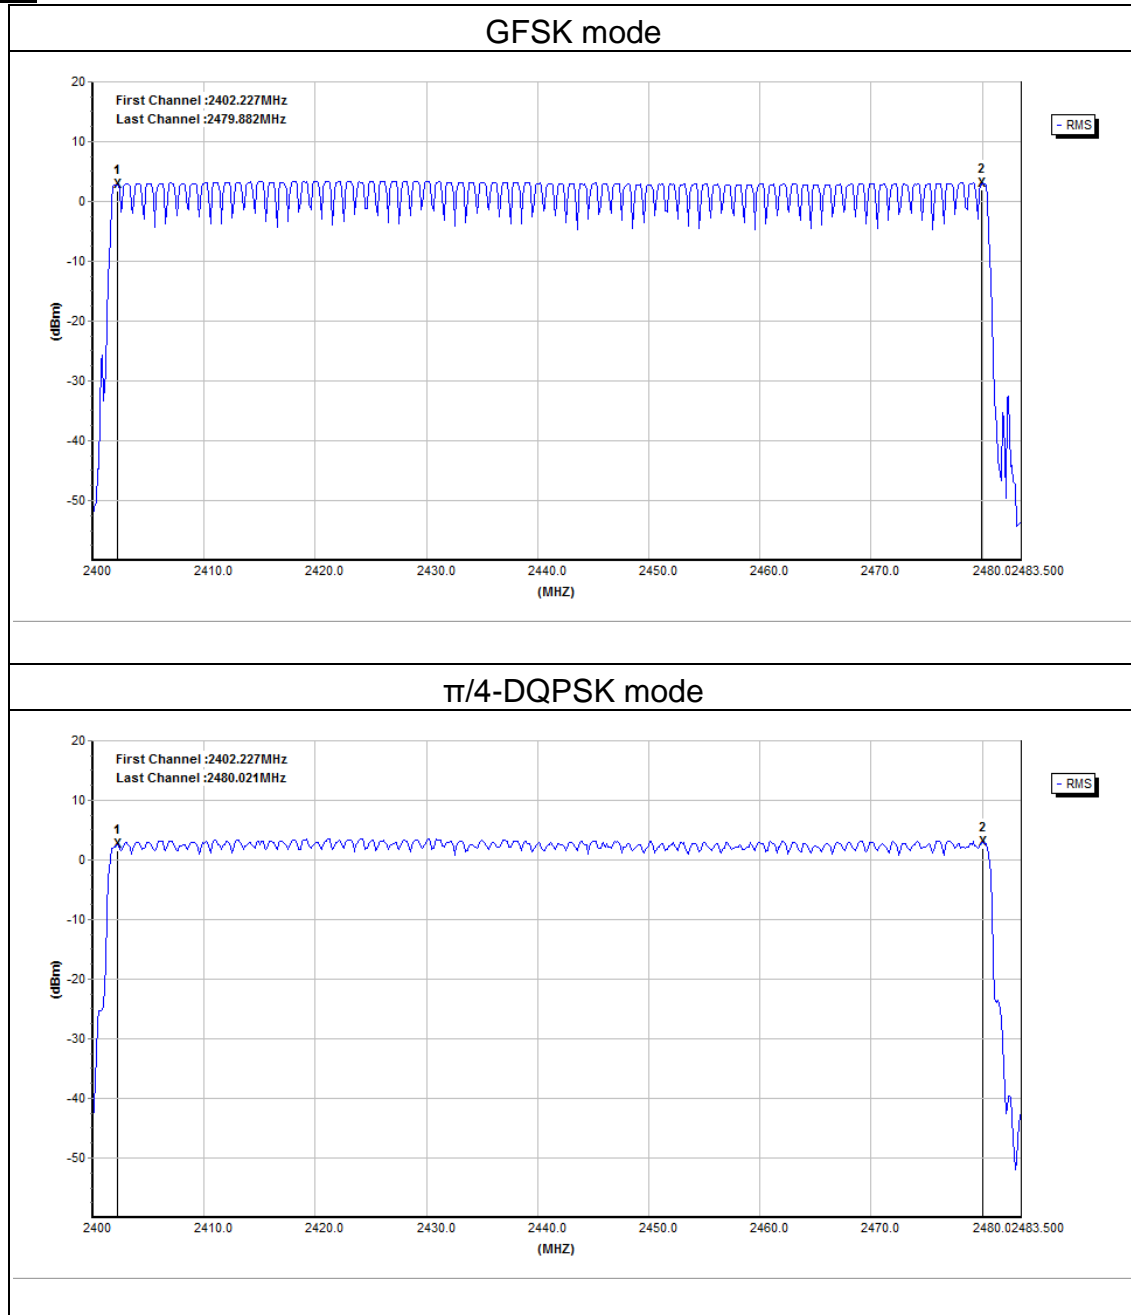 GFSK mode
20
First Channel :2402.227MHz
Last Channel :2479.882MHz
- RMS
10
1
2
X
X
0
-10
(dBm)
-20
-30
-40
-50
2400 2410.0 2420.0 2430.0 2440.0 2450.0 2460.0 2470.0 2480.02483.500
(MHZ)
π/4-DQPSK mode
20
First Channel :2402.227MHz
Last Channel :2480.021MHz
- RMS
10
1
2
X
X
0
-10
(dBm)
-20
-30
-40
-50
2400 2410.0 2420.0 2430.0 2440.0 2450.0 2460.0 2470.0 2480.02483.500
(MHZ)